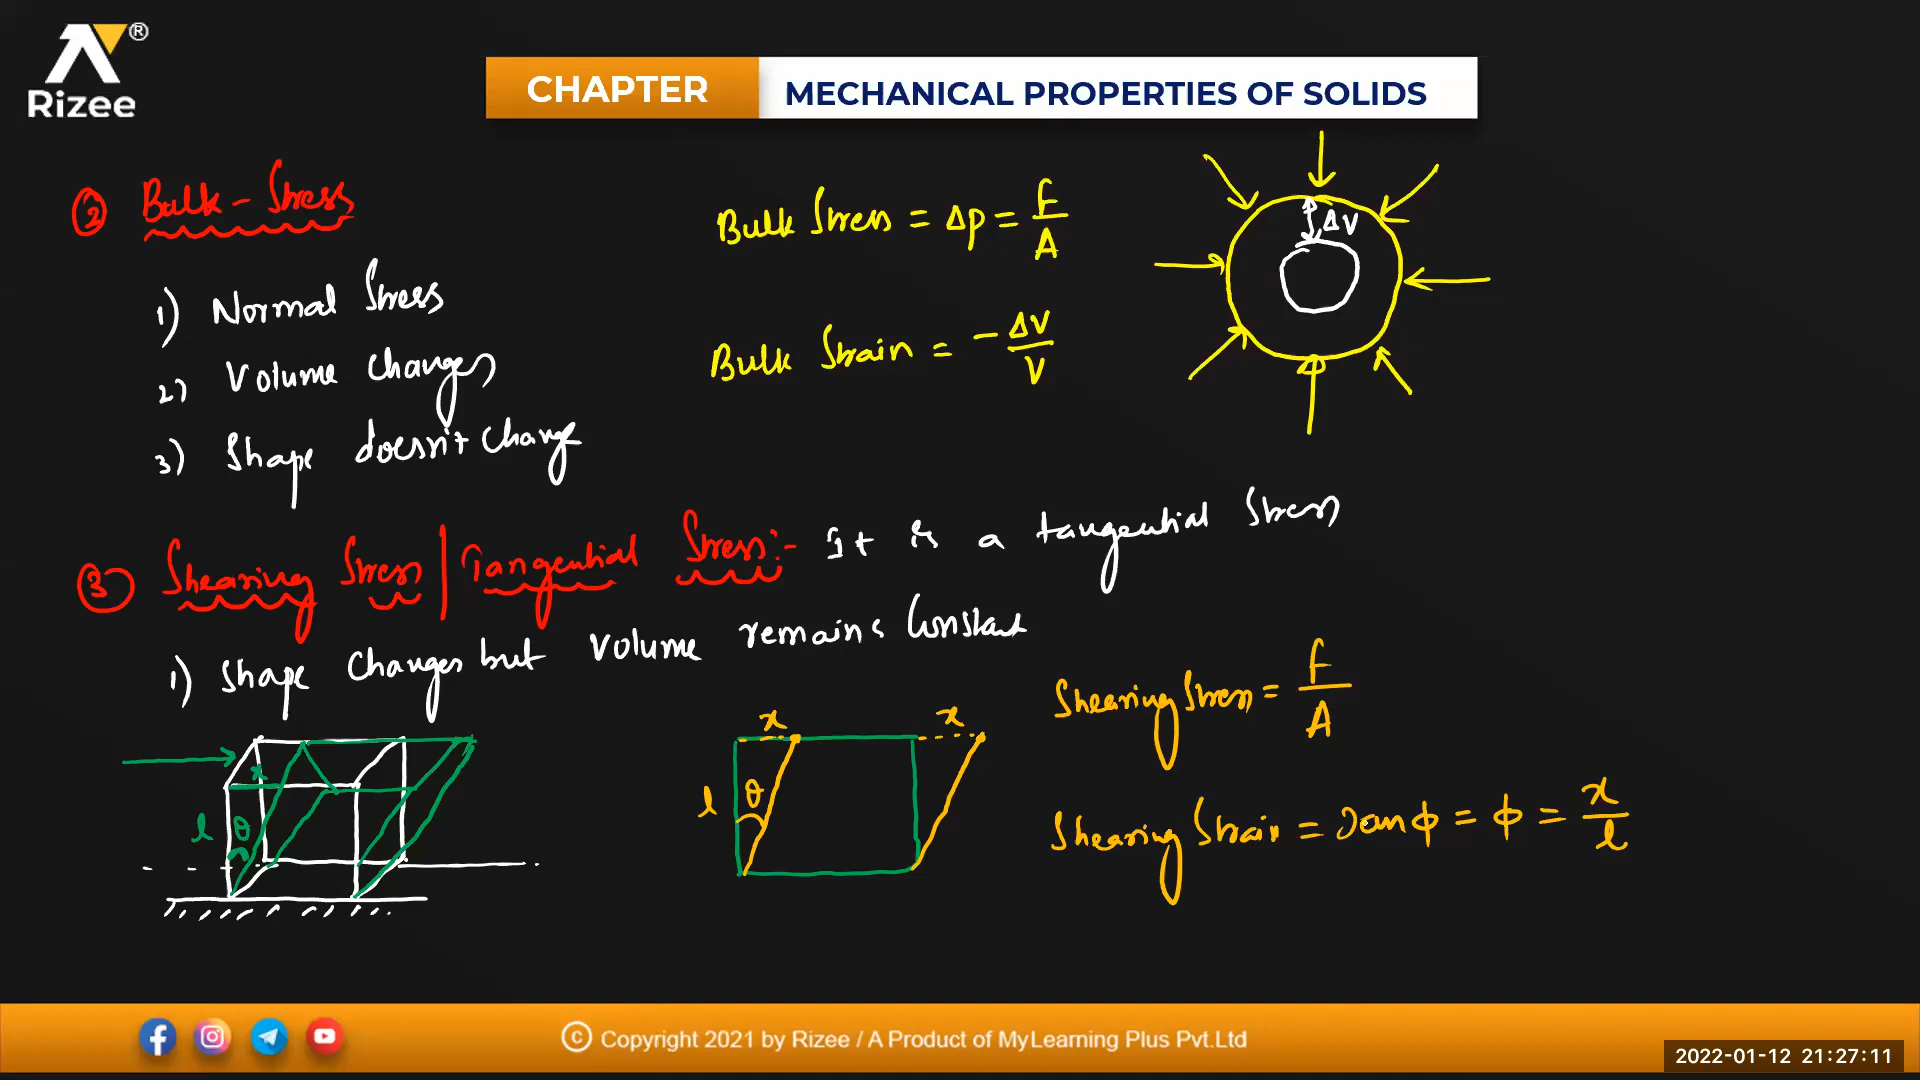 ®
Rizee
CHAPTER MECHANICAL PROPERTIES OF SOLIDS
② Bulk - Stress
1) Normal Stress
2) Volume Changes
3) Shape doesn't change
Bulk Stress = Δp = F/A
Bulk Strain = - ΔV/V
ΔV
③ Shearing Stress | Tangential Stress:- It is a tangential Stress
1) Shape Changes but Volume remains Constant
x
l
θ
x
x
l
θ
Shearing Stress = F/A
Shearing Strain = Tan ϕ = ϕ = x/l
© Copyright 2021 by Rizee / A Product of MyLearning Plus Pvt.Ltd
2022-01-12 21:27:11